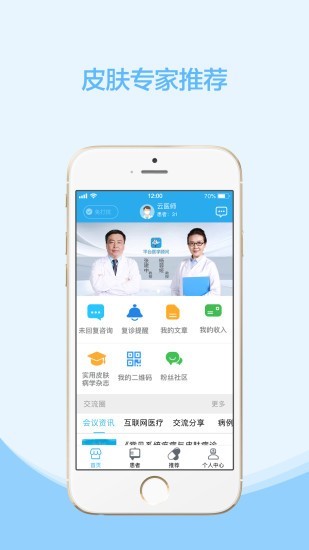 皮肤专家推荐
12:00
70%
云医师
患者：31
未回复咨询
复诊提醒
我的文章
我的收入
实用皮肤
病学杂志
我的二维码
粉丝社区
交流圈
更多
会议资讯
互联网医疗
交流分享
病例
首页
患者
推荐
个人中心